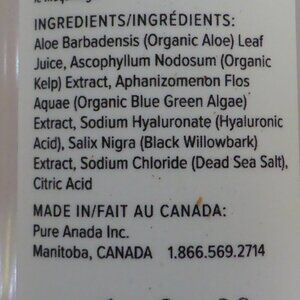 INGREDIENTS/INGRÉDIENTS:
Aloe Barbadensis (Organic Aloe) Leaf
Juice, Ascophyllum Nodosum (Organic
Kelp) Extract, Aphanizomenon Flos
Aquae (Organic Blue Green Algae)
Extract, Sodium Hyaluronate (Hyaluronic
Acid), Salix Nigra (Black Willowbark)
Extract, Sodium Chloride (Dead Sea Salt),
Citric Acid
MADE IN/FAIT AU CANADA:
Pure Anada Inc.
Manitoba, CANADA 1.866.569.2714